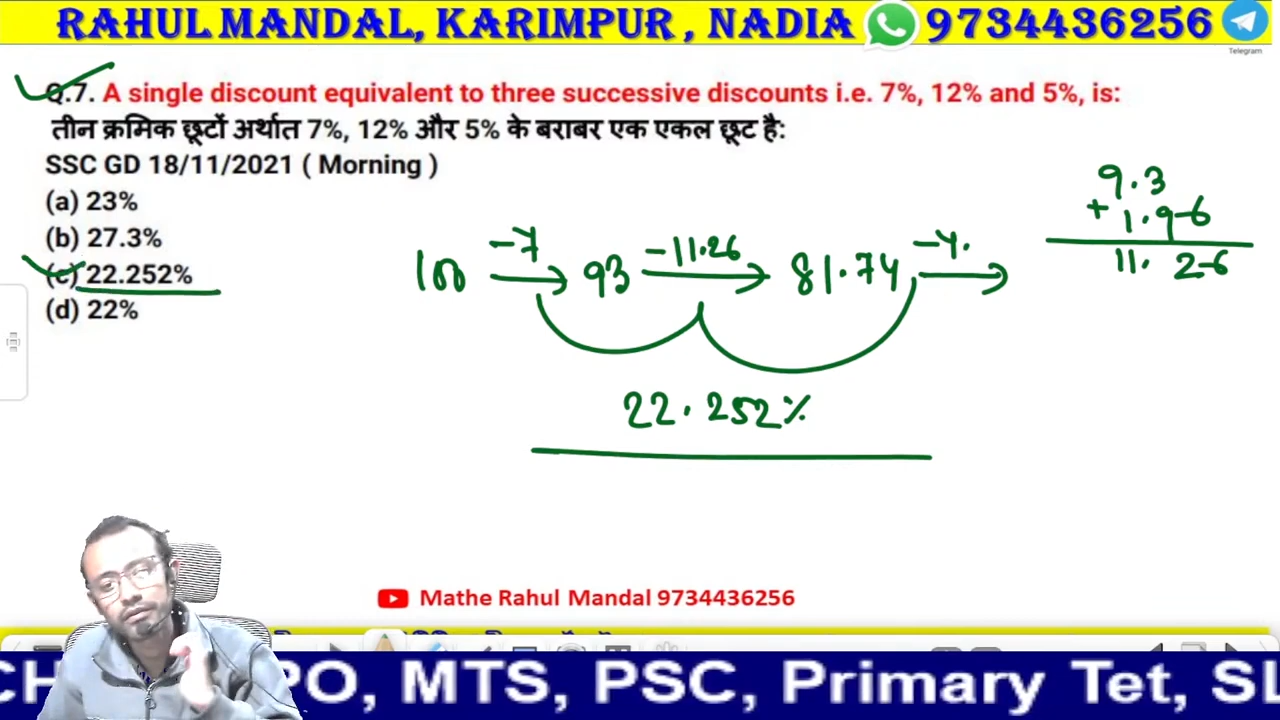 RAHUL MANDAL, KARIMPUR , NADIA 9734436256
Telegram
Q.7. A single discount equivalent to three successive discounts i.e. 7%, 12% and 5%, is:
तीन क्रमिक छूटों अर्थात 7%, 12% और 5% के बराबर एक एकल छूट है:
SSC GD 18/11/2021 ( Morning )
(a) 23%
(b) 27.3%
(c) 22.252%
(d) 22%
9.3
+ 1.96
11.26
100 -7 93 -11.26 81.74 -4.
22.252%
Mathe Rahul Mandal 9734436256
PO, MTS, PSC, Primary Tet,